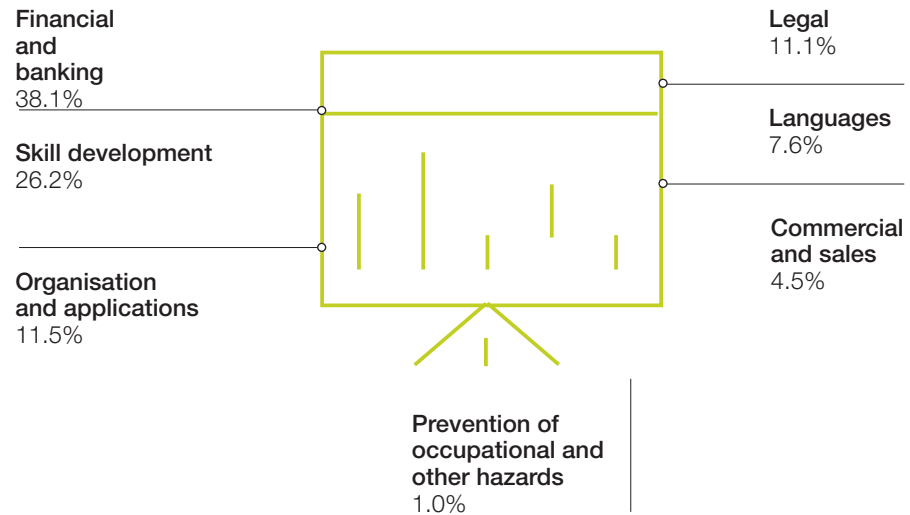 Financial
and
banking
38.1%
Skill development
26.2%
Organisation
and applications
11.5%
Legal
11.1%
Languages
7.6%
Commercial
and sales
4.5%
Prevention of
occupational and
other hazards
1.0%